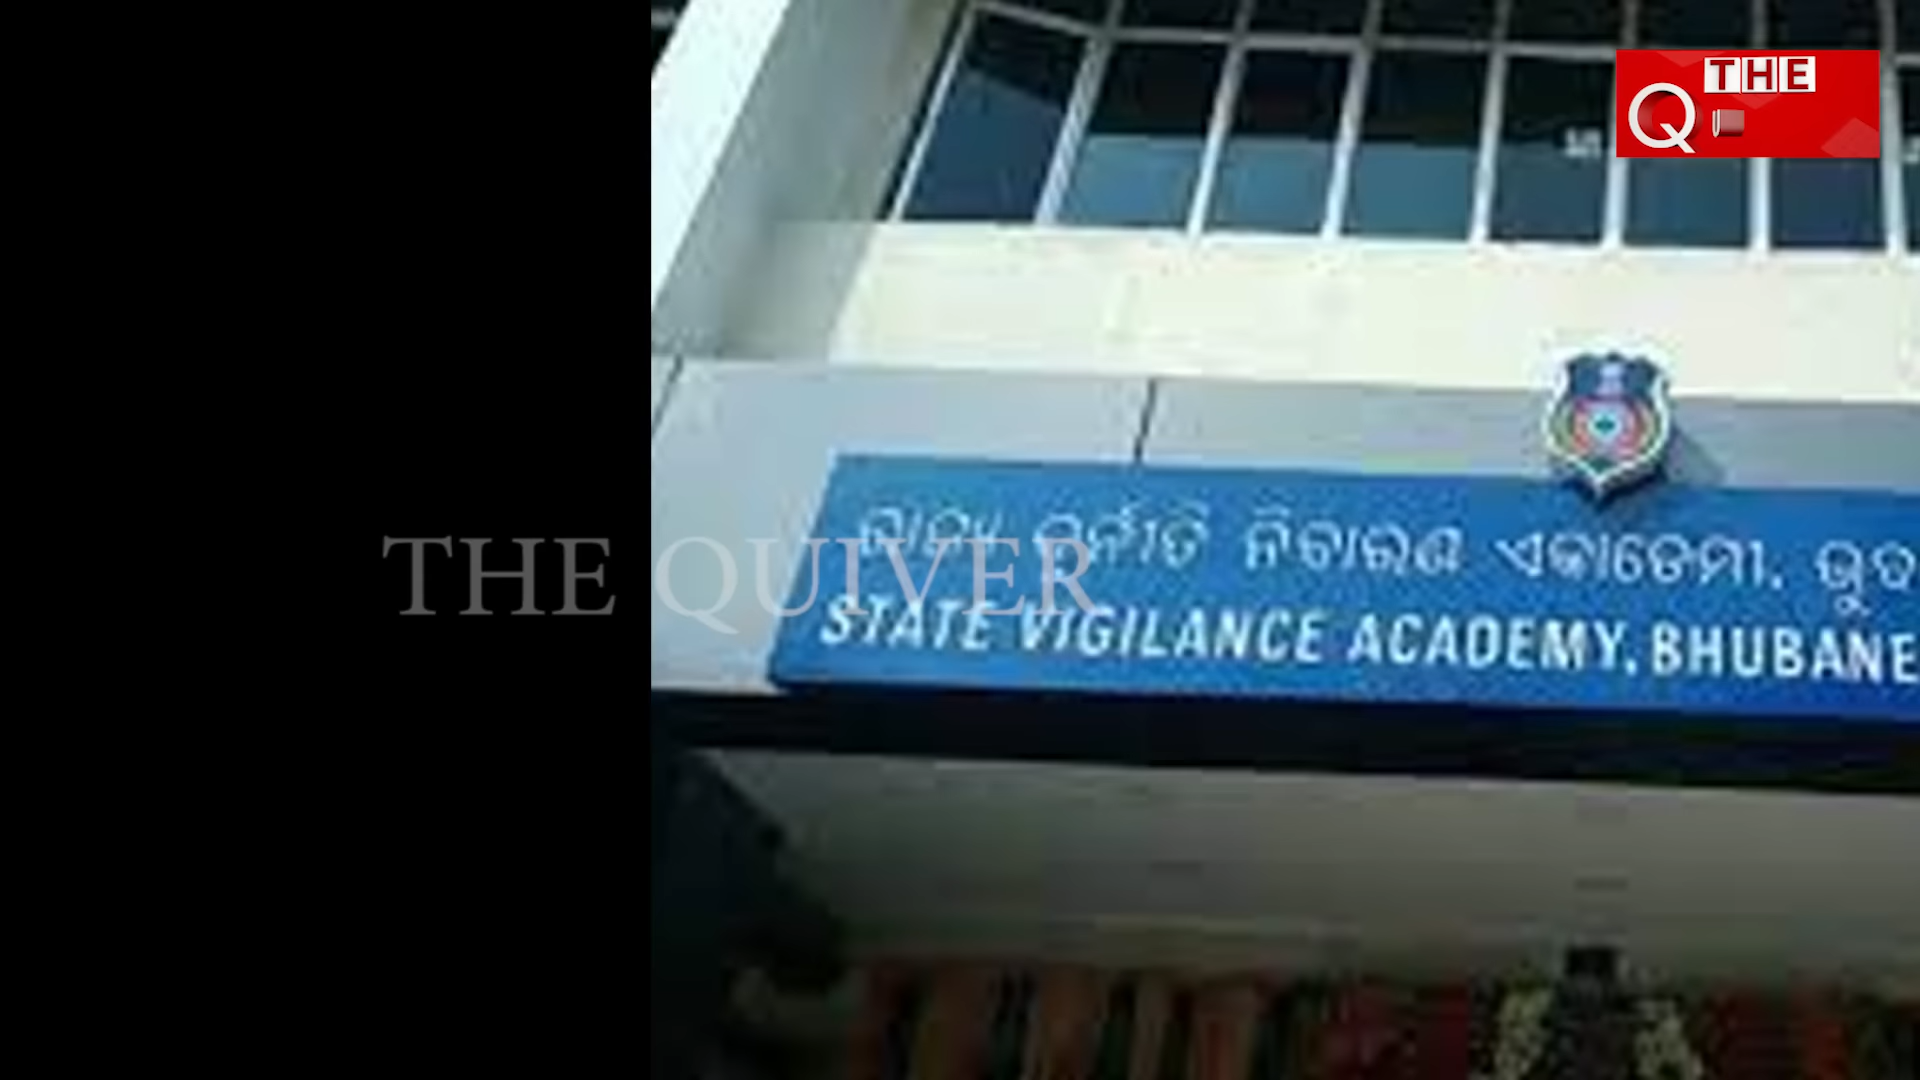 THE
Q
ରାଜ୍ୟ ଦୁର୍ନୀତି ନିବାରଣ ଏକାଡେମୀ, ଭୁବ
STATE VIGILANCE ACADEMY, BHUBANE
THE QUIVER